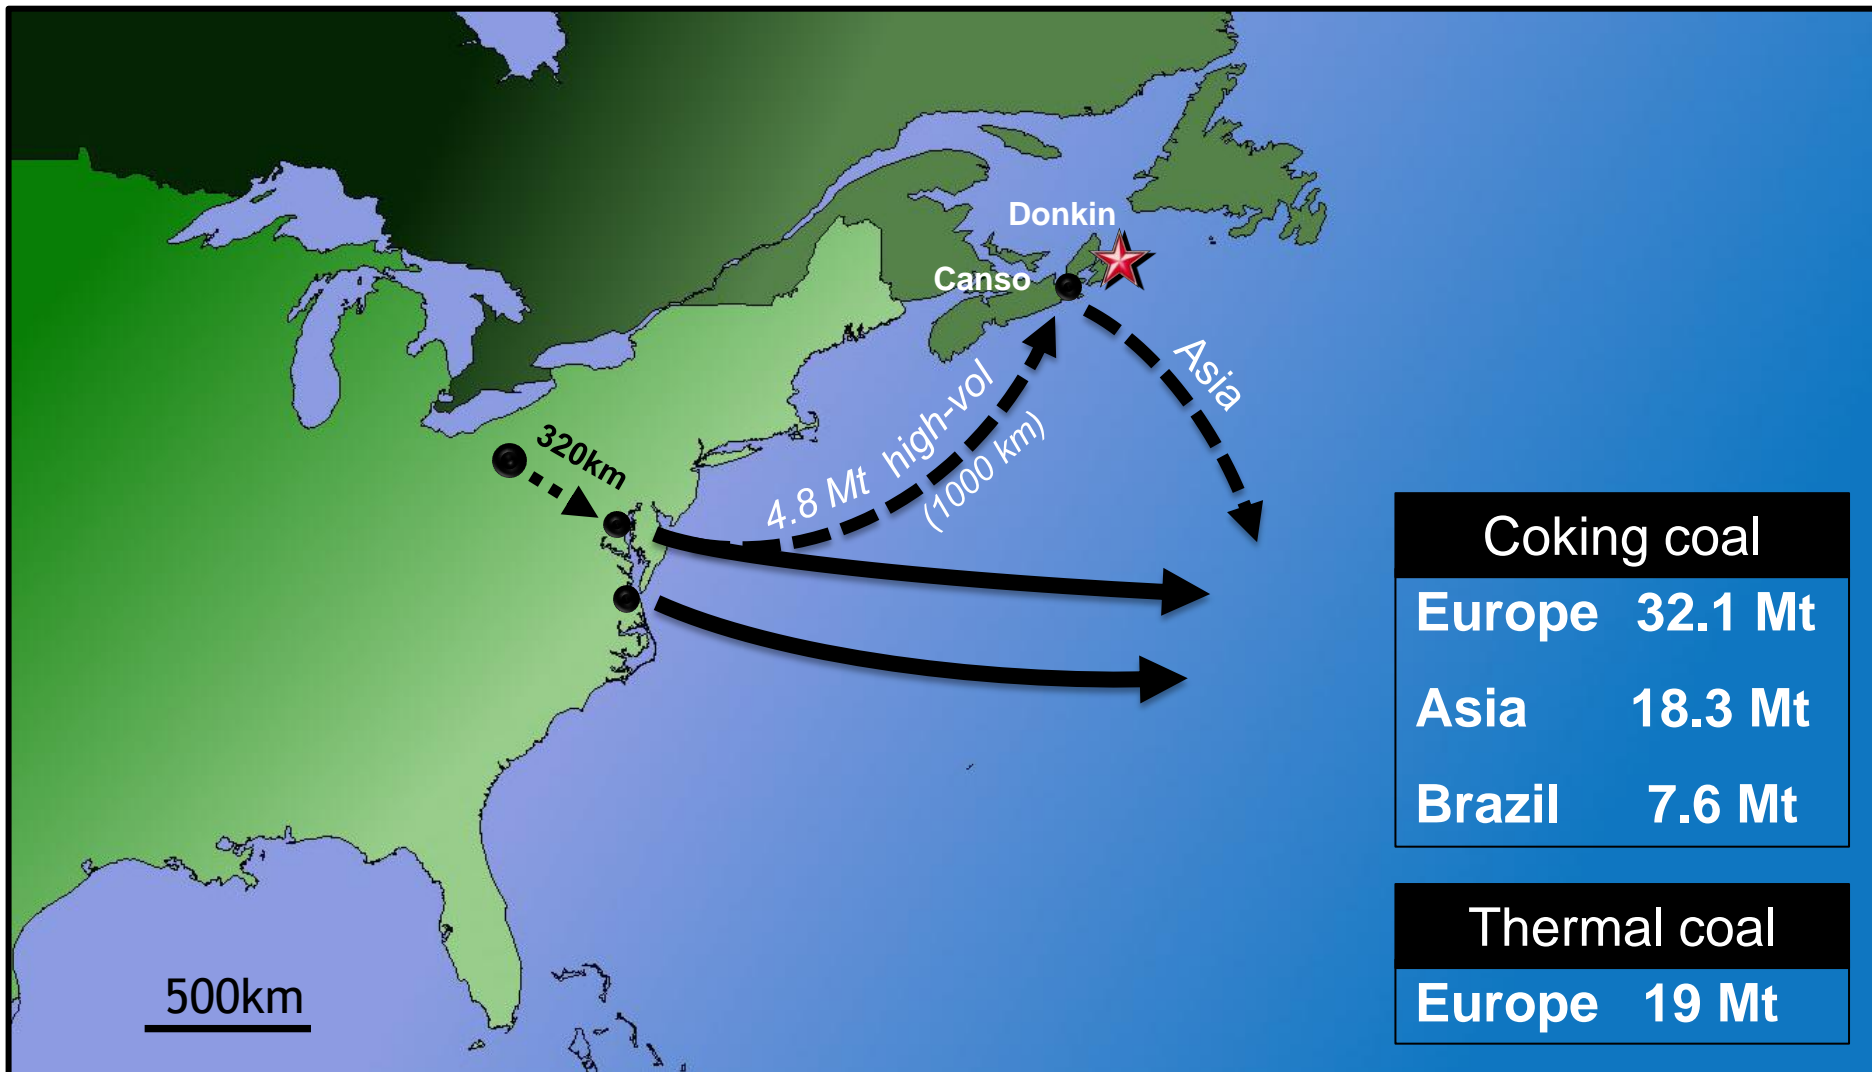 Donkin
Canso
Asia
4.8 Mt high-vol
(1000 km)
320km
Coking coal
Europe 32.1 Mt
Asia 18.3 Mt
Brazil 7.6 Mt
Thermal coal
Europe 19 Mt
500km